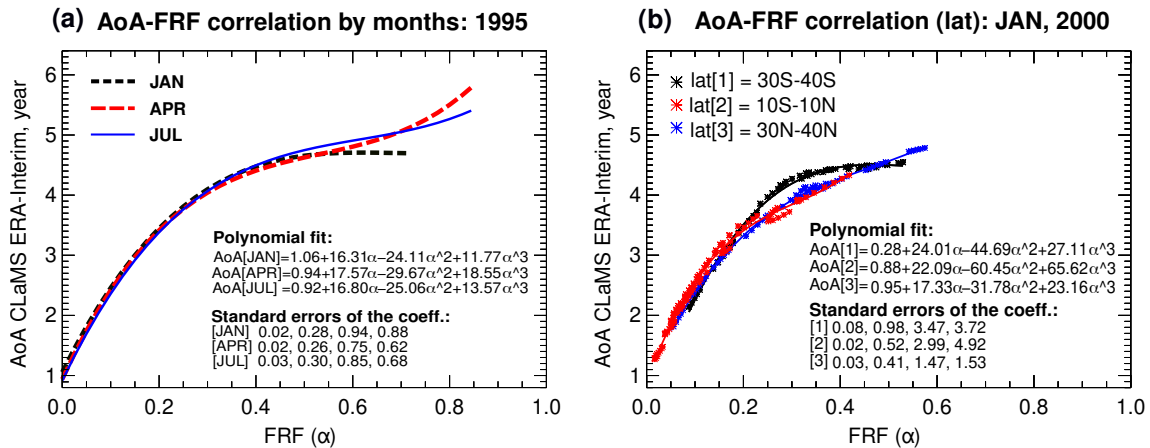 (a) AoA-FRF correlation by months: 1995
AoA CLaMS ERA-Interim, year
6
5
4
3
2
1
JAN
APR
JUL
Polynomial fit:
AoA[JAN]=1.06+16.31α−24.11α^2+11.77α^3
AoA[APR]=0.94+17.57α−29.67α^2+18.55α^3
AoA[JUL]=0.92+16.80α−25.06α^2+13.57α^3
Standard errors of the coeff.:
[JAN] 0.02, 0.28, 0.94, 0.88
[APR] 0.02, 0.26, 0.75, 0.62
[JUL] 0.03, 0.30, 0.85, 0.68
0.0 0.2 0.4 0.6 0.8 1.0
FRF (α)
(b) AoA-FRF correlation (lat): JAN, 2000
AoA CLaMS ERA-Interim, year
6
5
4
3
2
1
lat[1] = 30S-40S
lat[2] = 10S-10N
lat[3] = 30N-40N
Polynomial fit:
AoA[1]=0.28+24.01α−44.69α^2+27.11α^3
AoA[2]=0.88+22.09α−60.45α^2+65.62α^3
AoA[3]=0.95+17.33α−31.78α^2+23.16α^3
Standard errors of the coeff.:
[1] 0.08, 0.98, 3.47, 3.72
[2] 0.02, 0.52, 2.99, 4.92
[3] 0.03, 0.41, 1.47, 1.53
0.0 0.2 0.4 0.6 0.8 1.0
FRF (α)